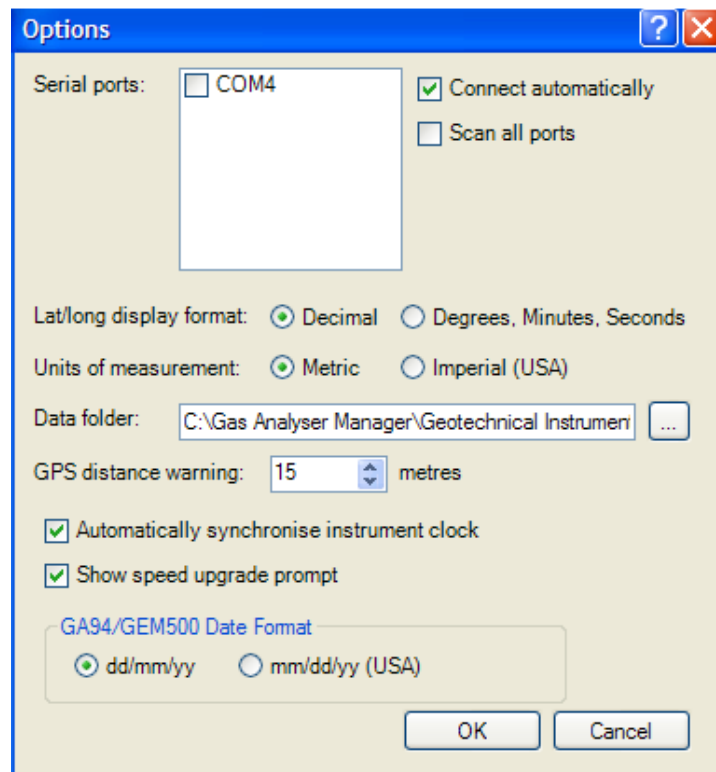 Options
Serial ports:
COM4
Connect automatically
Scan all ports
Lat/long display format: Decimal Degrees, Minutes, Seconds
Units of measurement: Metric Imperial (USA)
Data folder: C:\Gas Analyser Manager\Geotechnical Instrument ...
GPS distance warning: 15 metres
Automatically synchronise instrument clock
Show speed upgrade prompt
GA94/GEM500 Date Format
dd/mm/yy mm/dd/yy (USA)
OK Cancel